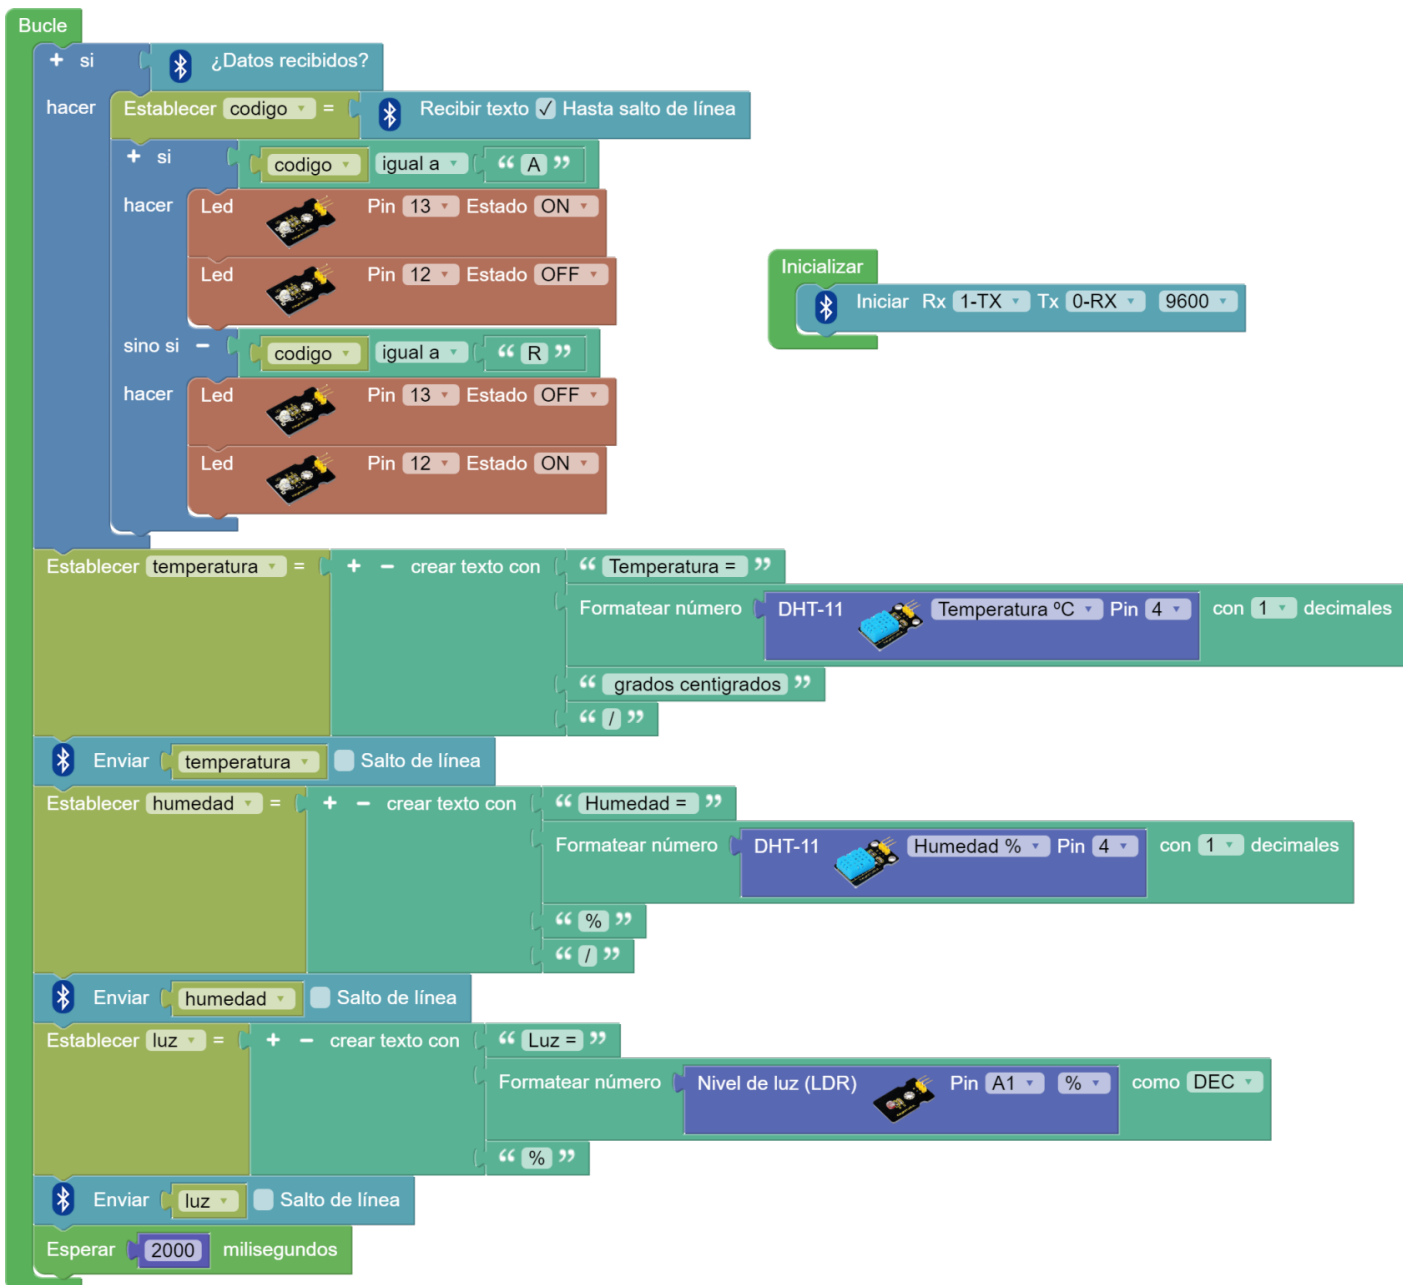 Bucle
+ si ¿Datos recibidos?
hacer Establecer codigo = Recibir texto ✓ Hasta salto de línea
+ si codigo igual a “ A ”
hacer Led Pin 13 Estado ON
Led Pin 12 Estado OFF
sino si − codigo igual a “ R ”
hacer Led Pin 13 Estado OFF
Led Pin 12 Estado ON
Establecer temperatura = + − crear texto con “ Temperatura = ”
Formatear número DHT-11 Temperatura ºC Pin 4 con 1 decimales
“ grados centigrados ”
“ / ”
Enviar temperatura Salto de línea
Establecer humedad = + − crear texto con “ Humedad = ”
Formatear número DHT-11 Humedad % Pin 4 con 1 decimales
“ % ”
“ / ”
Enviar humedad Salto de línea
Establecer luz = + − crear texto con “ Luz = ”
Formatear número Nivel de luz (LDR) Pin A1 % como DEC
“ % ”
Enviar luz Salto de línea
Esperar 2000 milisegundos
Inicializar
Iniciar Rx 1-TX Tx 0-RX 9600